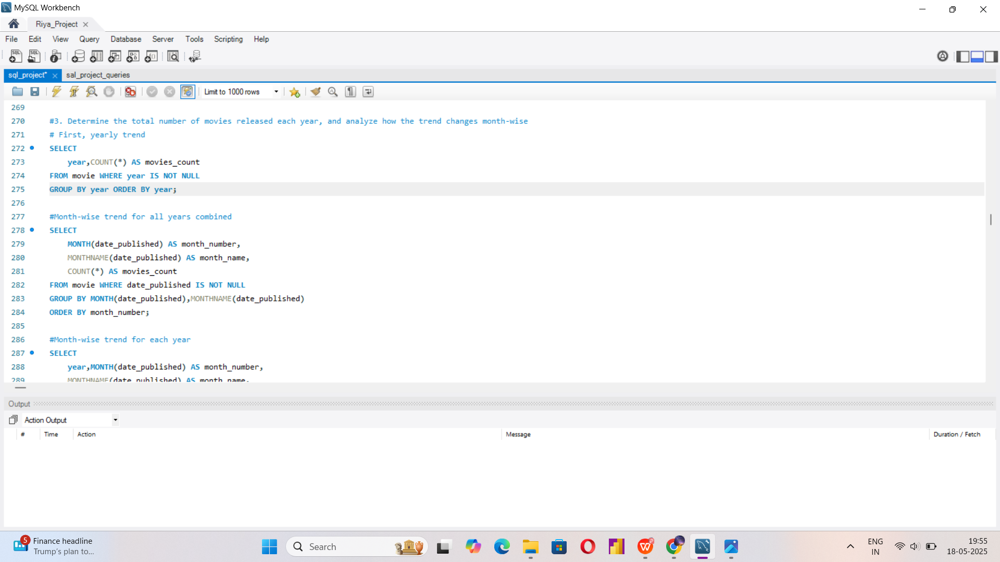 MySQL Workbench
Riya_Project
File Edit View Query Database Server Tools Scripting Help
sql_project* sal_project_queries
Limit to 1000 rows
269
270 #3. Determine the total number of movies released each year, and analyze how the trend changes month-wise
271 # First, yearly trend
272 SELECT
273 year,COUNT(*) AS movies_count
274 FROM movie WHERE year IS NOT NULL
275 GROUP BY year ORDER BY year;
276
277 #Month-wise trend for all years combined
278 SELECT
279 MONTH(date_published) AS month_number,
280 MONTHNAME(date_published) AS month_name,
281 COUNT(*) AS movies_count
282 FROM movie WHERE date_published IS NOT NULL
283 GROUP BY MONTH(date_published),MONTHNAME(date_published)
284 ORDER BY month_number;
285
286 #Month-wise trend for each year
287 SELECT
288 year,MONTH(date_published) AS month_number,
289 MONTHNAME(date_published) AS month_name,
Output
Action Output
# Time Action Message Duration / Fetch
5 Finance headline
Trump's plan to...
Search
ENG
IN
19:55
18-05-2025